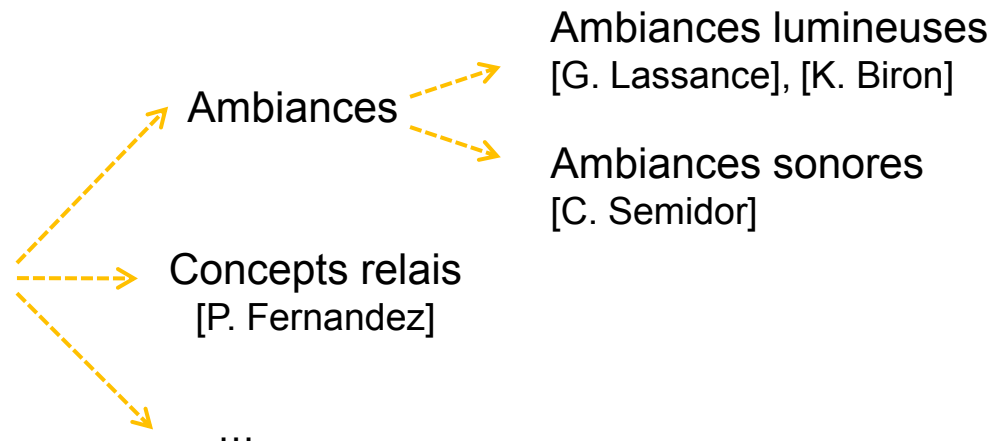 Ambiances lumineuses
[G. Lassance], [K. Biron]
Ambiances
Ambiances sonores
[C. Semidor]
Concepts relais
[P. Fernandez]
...